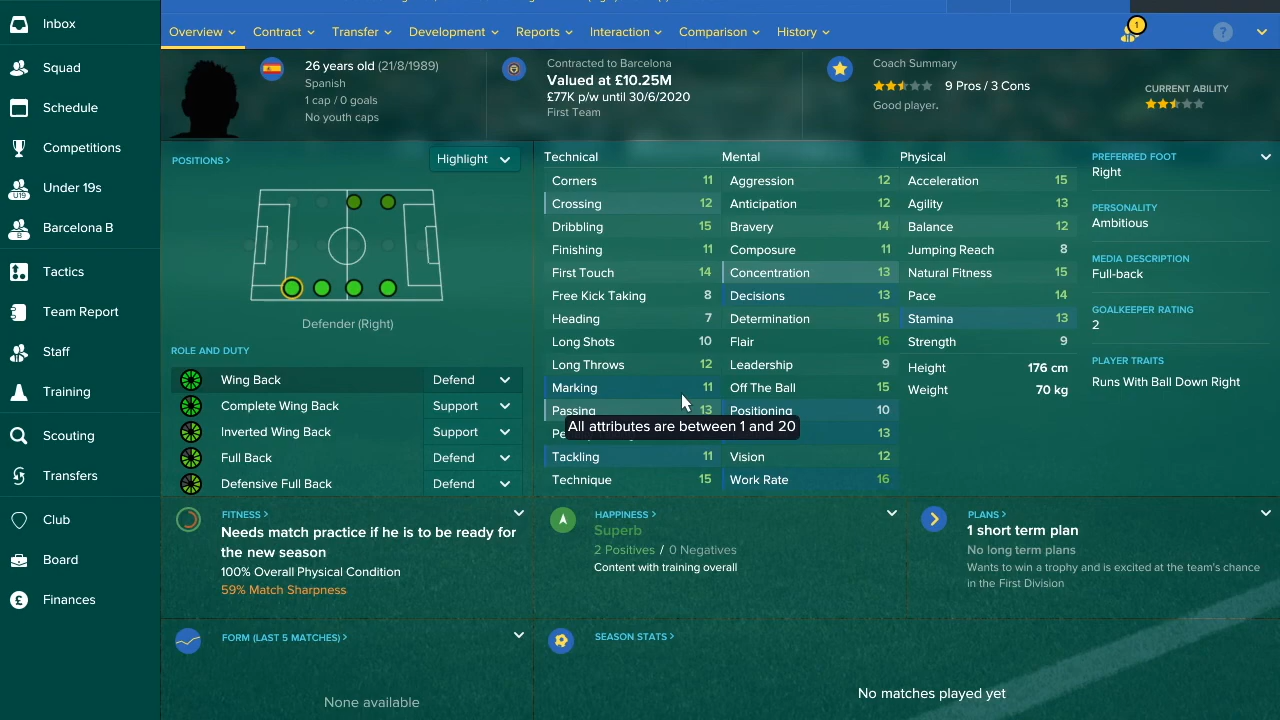 Inbox
Squad
Schedule
Competitions
U19
Under 19s
B
Barcelona B
Tactics
Team Report
Staff
Training
Scouting
Transfers
Club
Board
£
Finances
Overview
Contract
Transfer
Development
Reports
Interaction
Comparison
History
1
?
26 years old (21/8/1989)
Spanish
1 cap / 0 goals
No youth caps
Contracted to Barcelona
Valued at £10.25M
£77K p/w until 30/6/2020
First Team
Coach Summary
9 Pros / 3 Cons
Good player.
CURRENT ABILITY
POSITIONS >
Highlight
Defender (Right)
ROLE AND DUTY
Wing Back Defend
Complete Wing Back Support
Inverted Wing Back Support
Full Back Defend
Defensive Full Back Defend
Technical
Corners 11
Crossing 12
Dribbling 15
Finishing 11
First Touch 14
Free Kick Taking 8
Heading 7
Long Shots 10
Long Throws 12
Marking 11
Passing 13
Tackling 11
Technique 15
Mental
Aggression 12
Anticipation 12
Bravery 14
Composure 11
Concentration 13
Decisions 13
Determination 15
Flair 16
Leadership 9
Off The Ball 15
Positioning 10
13
Vision 12
Work Rate 16
All attributes are between 1 and 20
Physical
Acceleration 15
Agility 13
Balance 12
Jumping Reach 8
Natural Fitness 15
Pace 14
Stamina 13
Strength 9
Height 176 cm
Weight 70 kg
PREFERRED FOOT
Right
PERSONALITY
Ambitious
MEDIA DESCRIPTION
Full-back
GOALKEEPER RATING
2
PLAYER TRAITS
Runs With Ball Down Right
FITNESS >
Needs match practice if he is to be ready for
the new season
100% Overall Physical Condition
59% Match Sharpness
HAPPINESS >
Superb
2 Positives / 0 Negatives
Content with training overall
PLANS >
1 short term plan
No long term plans
Wants to win a trophy and is excited at the team's chance
in the First Division
FORM (LAST 5 MATCHES) >
None available
SEASON STATS >
No matches played yet